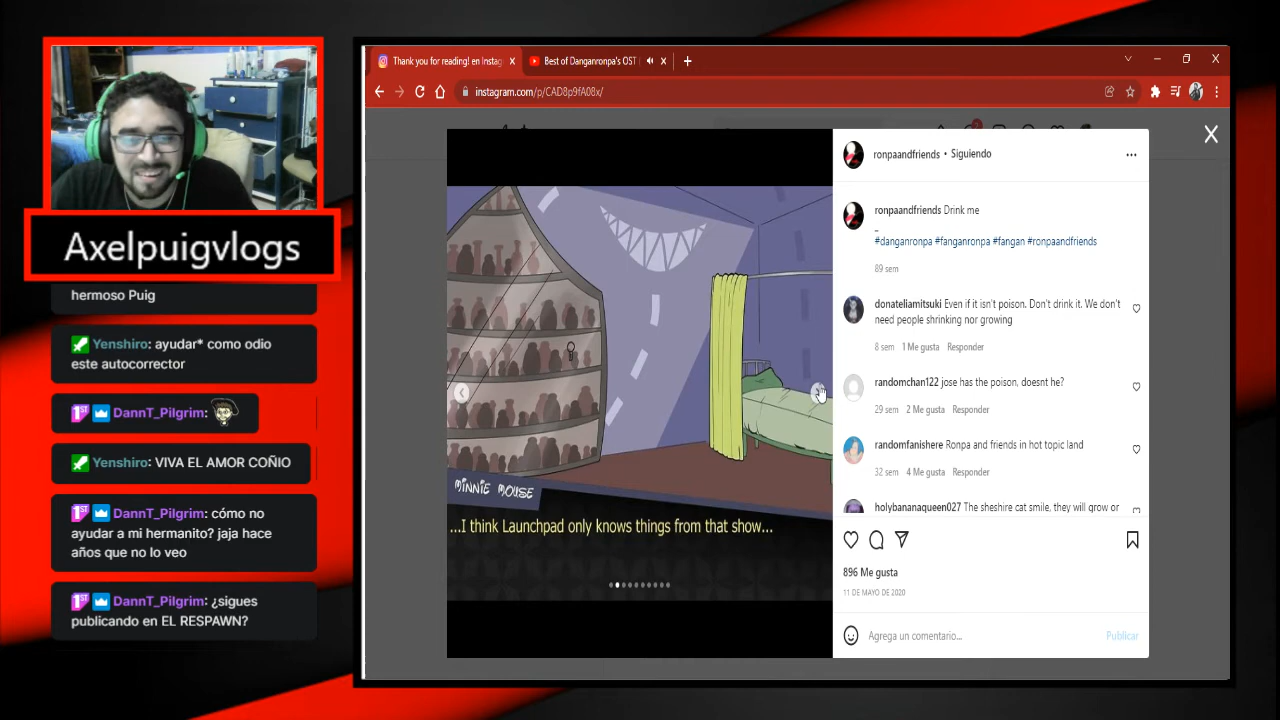 Axelpuigvlogs
hermoso Puig
Yenshiro: ayudar* como odio
este autocorrector
DannT_Pilgrim:
Yenshiro: VIVA EL AMOR COÑIO
DannT_Pilgrim: cómo no
ayudar a mi hermanito? jaja hace
años que no lo veo
DannT_Pilgrim: ¿sigues
publicando en EL RESPAWN?
Thank you for reading! en Instag
Best of Danganronpa's OST
instagram.com/p/CAD8p9fA08x/
MINNIE MOUSE
...I think Launchpad only knows things from that show...
ronpaandfriends • Siguiendo
ronpaandfriends Drink me
_
#danganronpa #fanganronpa #fangan #ronpaandfriends
89 sem
donateliamitsuki Even if it isn't poison. Don't drink it. We don't
need people shrinking nor growing
8 sem 1 Me gusta Responder
randomchan122 jose has the poison, doesnt he?
29 sem 2 Me gusta Responder
randomfanishere Ronpa and friends in hot topic land
32 sem 4 Me gusta Responder
holybananaqueen027 The sheshire cat smile, they will grow or
896 Me gusta
11 DE MAYO DE 2020
Agrega un comentario...
Publicar